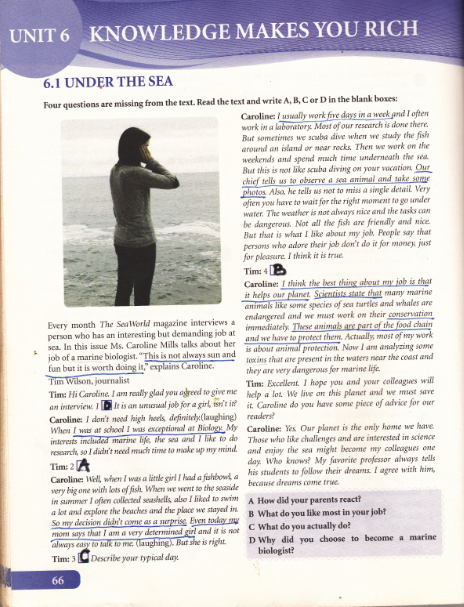 UNIT 6 KNOWLEDGE MAKES YOU RICH
6.1 UNDER THE SEA
Four questions are missing from the text. Read the text and write A, B, C or D in the blank boxes:
Every month The SeaWorld magazine interviews a
person who has an interesting but demanding job at
sea. In this issue Ms. Caroline Mills talks about her
job of a marine biologist. "This is not always sun and
fun but it is worth doing it," explains Caroline.
Tim Wilson, journalist
Tim: Hi Caroline. I am really glad you agreed to give me
an interview. 1 D It is an unusual job for a girl, isn't it?
Caroline: I don't need high heels, definitely.(laughing)
When I was at school I was exceptional at Biology. My
interests included marine life, the sea and I like to do
research, so I didn't need much time to make up my mind.
Tim: 2 A
Caroline: Well, when I was a little girl I had a fishbowl, a
very big one with lots of fish. When we went to the seaside
in summer I often collected seashells, also I liked to swim
a lot and explore the beaches and the place we stayed in.
So my decision didn't come as a surprise. Even today my
mom says that I am a very determined girl and it is not
always easy to talk to me. (laughing). But she is right.
Tim: 3 C Describe your typical day.
Caroline: I usually work five days in a week and I often
work in a laboratory. Most of our research is done there.
But sometimes we scuba dive when we study the fish
around an island or near rocks. Then we work on the
weekends and spend much time underneath the sea.
But this is not like scuba diving on your vacation. Our
chief tells us to observe a sea animal and take some
photos. Also, he tells us not to miss a single detail. Very
often you have to wait for the right moment to go under
water. The weather is not always nice and the tasks can
be dangerous. Not all the fish are friendly and nice.
But that is what I like about my job. People say that
persons who adore their job don't do it for money, just
for pleasure. I think it is true.
Tim: 4 B
Caroline: I think the best thing about my job is that
it helps our planet. Scientists state that many marine
animals like some species of sea turtles and whales are
endangered and we must work on their conservation
immediately. These animals are part of the food chain
and we have to protect them. Actually, most of my work
is about animal protection. Now I am analyzing some
toxins that are present in the waters near the coast and
they are very dangerous for marine life.
Tim: Excellent. I hope you and your colleagues will
help a lot. We live on this planet and we must save
it. Caroline do you have some piece of advice for our
readers?
Caroline: Yes. Our planet is the only home we have.
Those who like challenges and are interested in science
and enjoy the sea might become my colleagues one
day. Who knows? My favorite professor always tells
his students to follow their dreams. I agree with him,
because dreams come true.
A How did your parents react?
B What do you like most in your job?
C What do you actually do?
D Why did you choose to become a marine
biologist?
66